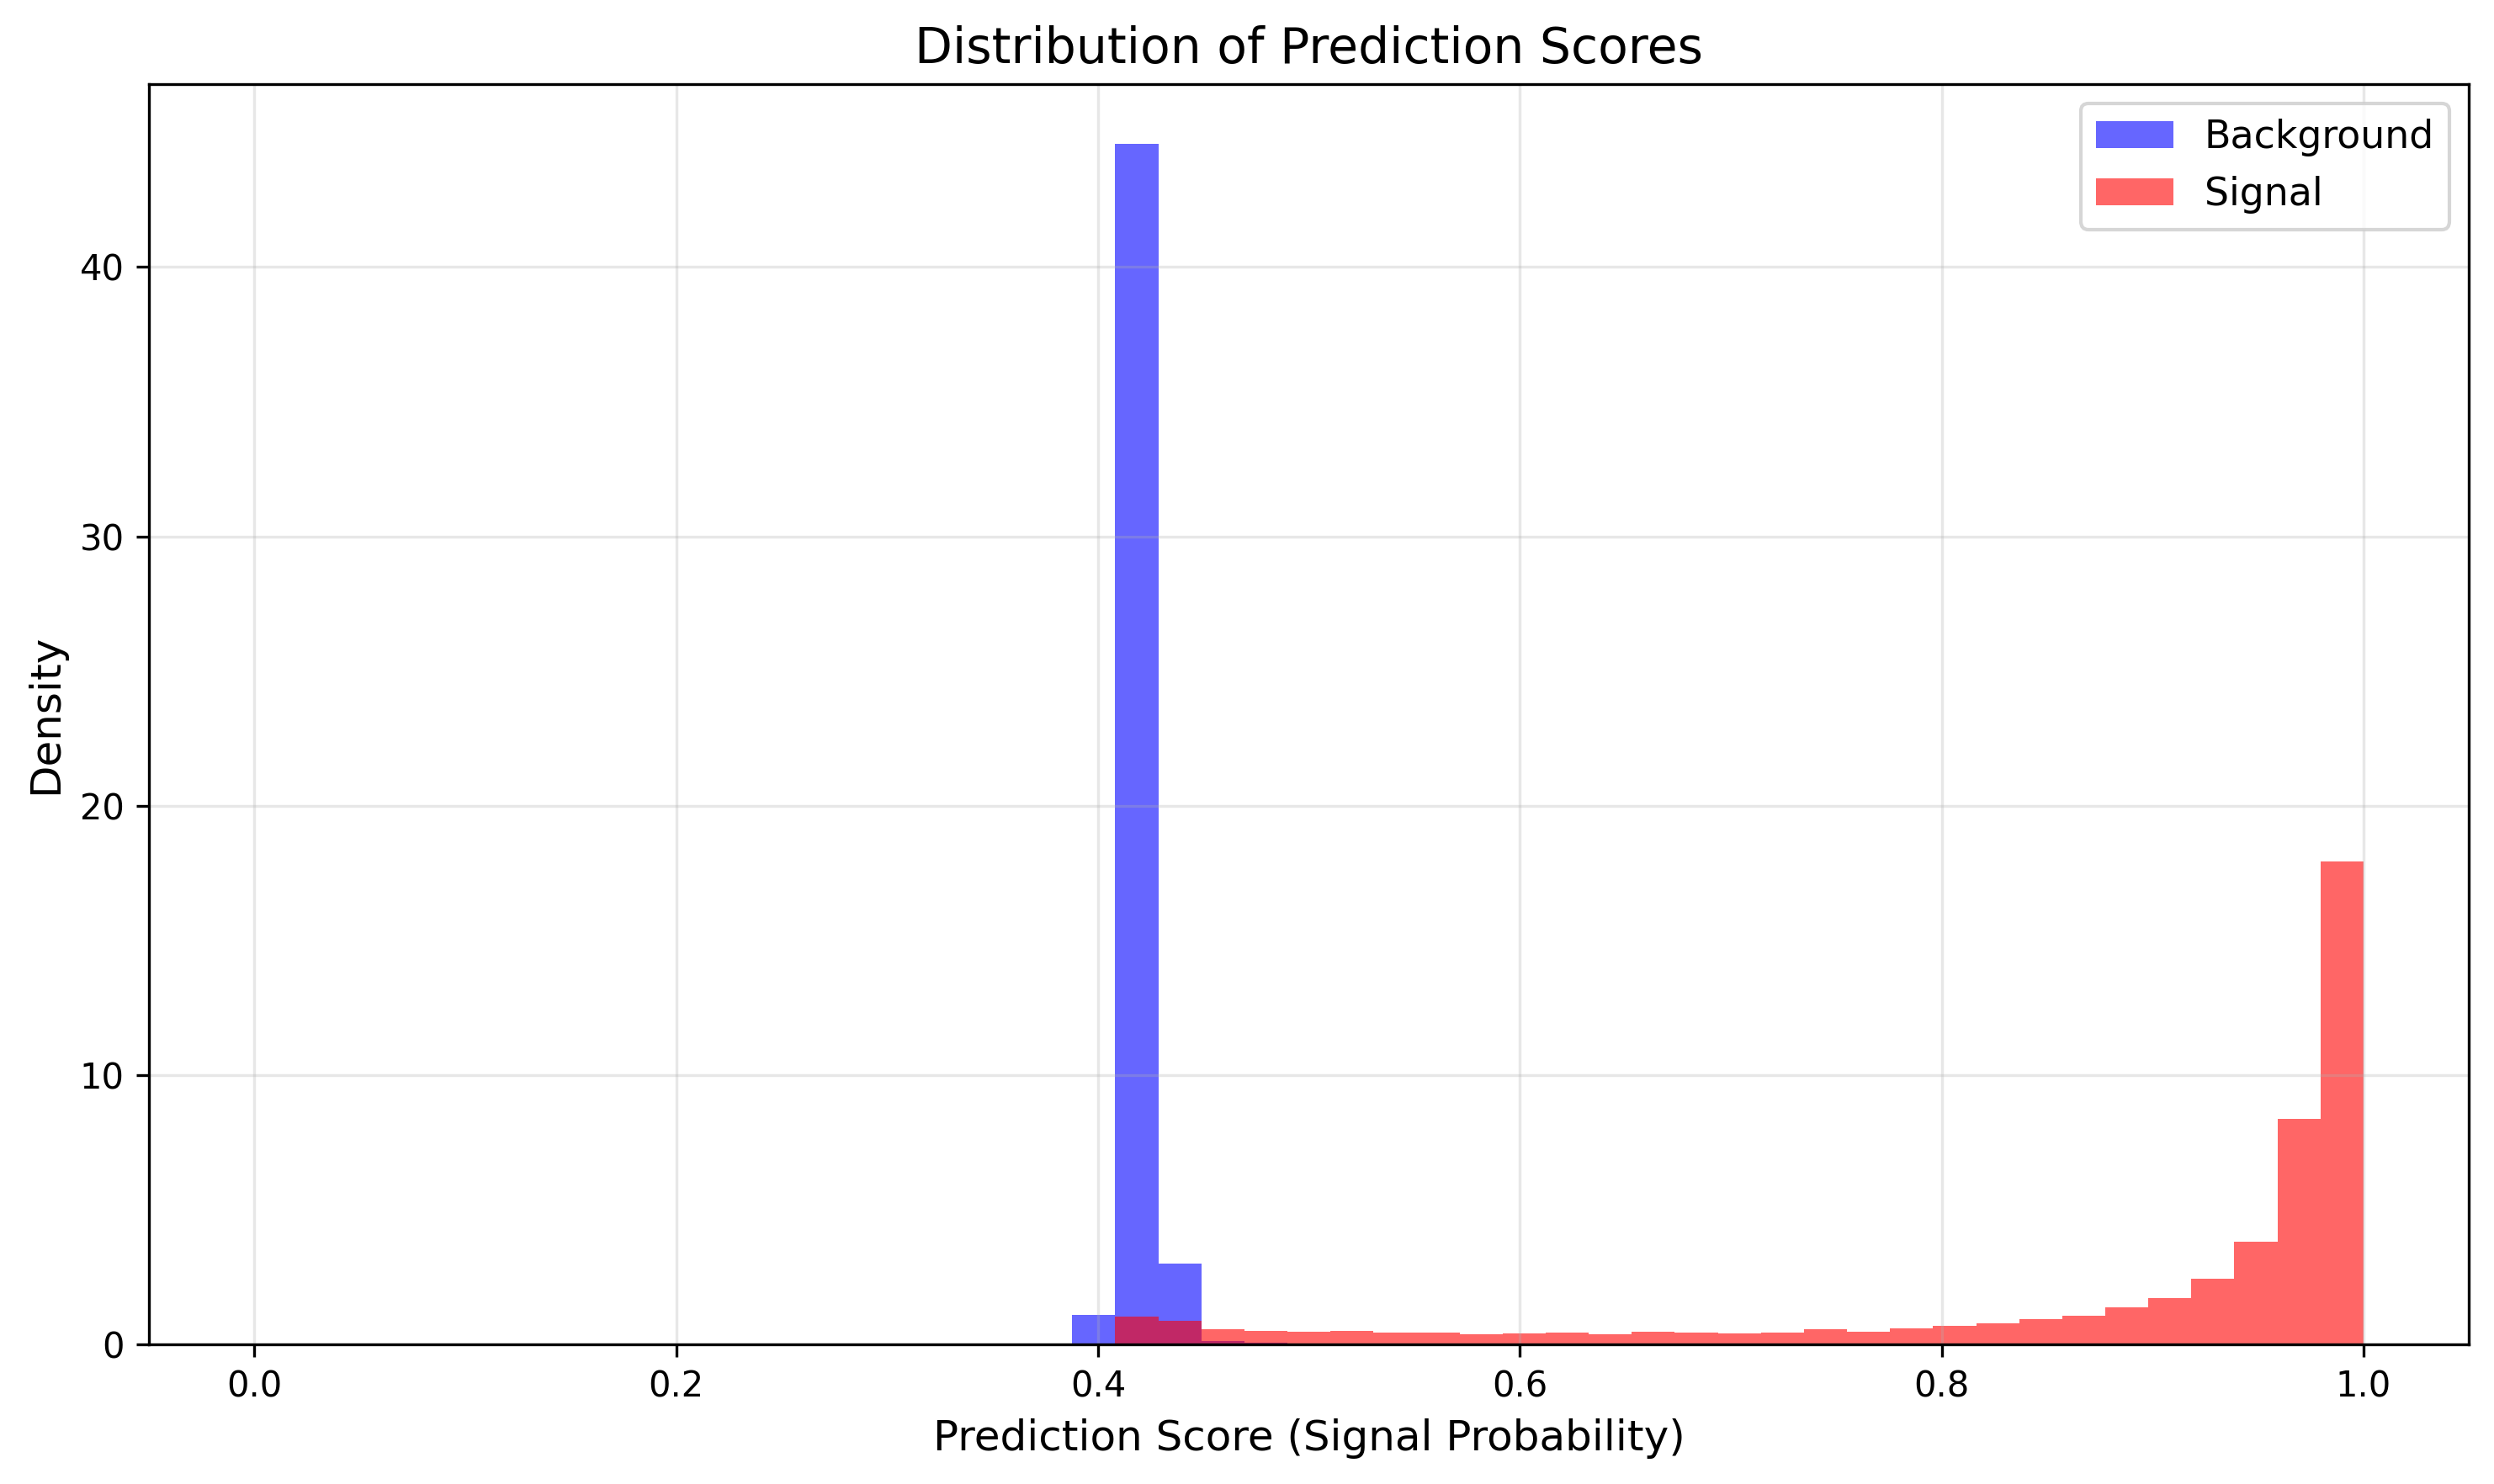 Distribution of Prediction Scores
Background
Signal
Density
40
30
20
10
0
0.0 0.2 0.4 0.6 0.8 1.0
Prediction Score (Signal Probability)